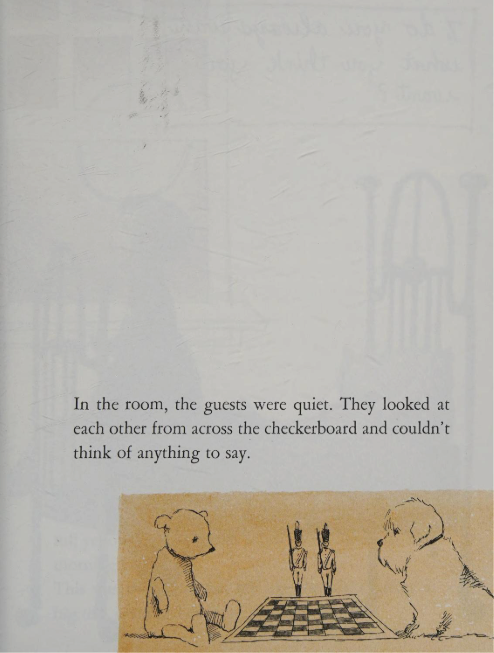 In the room, the guests were quiet. They looked at
each other from across the checkerboard and couldn't
think of anything to say.